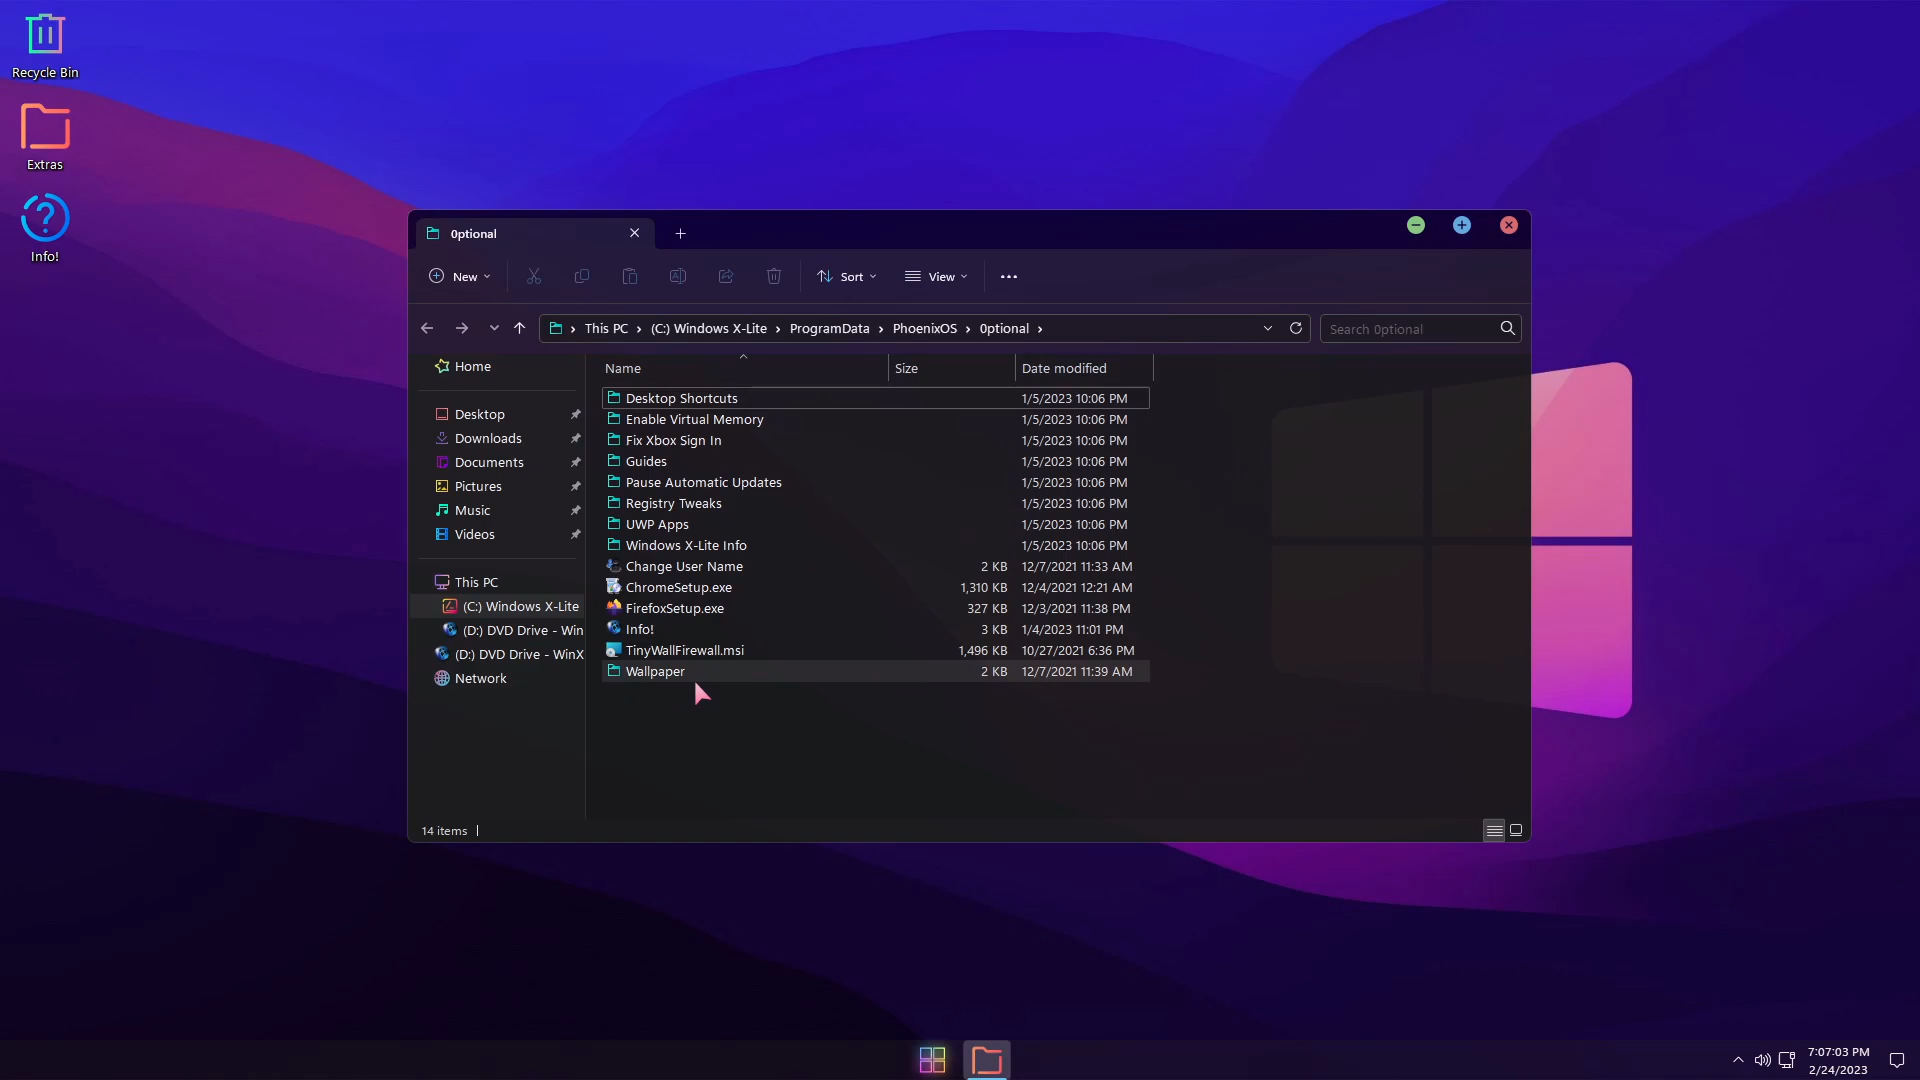 Recycle Bin
Extras
Info!
0ptional
New
Sort
View
This PC
(C:) Windows X-Lite
ProgramData
PhoenixOS
0ptional
Search 0ptional
Home
Desktop
Downloads
Documents
Pictures
Music
Videos
This PC
(C:) Windows X-Lite
(D:) DVD Drive - Win
(D:) DVD Drive - WinX
Network
Name Size Date modified
Desktop Shortcuts 1/5/2023 10:06 PM
Enable Virtual Memory 1/5/2023 10:06 PM
Fix Xbox Sign In 1/5/2023 10:06 PM
Guides 1/5/2023 10:06 PM
Pause Automatic Updates 1/5/2023 10:06 PM
Registry Tweaks 1/5/2023 10:06 PM
UWP Apps 1/5/2023 10:06 PM
Windows X-Lite Info 1/5/2023 10:06 PM
Change User Name 2 KB 12/7/2021 11:33 AM
ChromeSetup.exe 1,310 KB 12/4/2021 12:21 AM
FirefoxSetup.exe 327 KB 12/3/2021 11:38 PM
Info! 3 KB 1/4/2023 11:01 PM
TinyWallFirewall.msi 1,496 KB 10/27/2021 6:36 PM
Wallpaper 2 KB 12/7/2021 11:39 AM
14 items
7:07:03 PM
2/24/2023